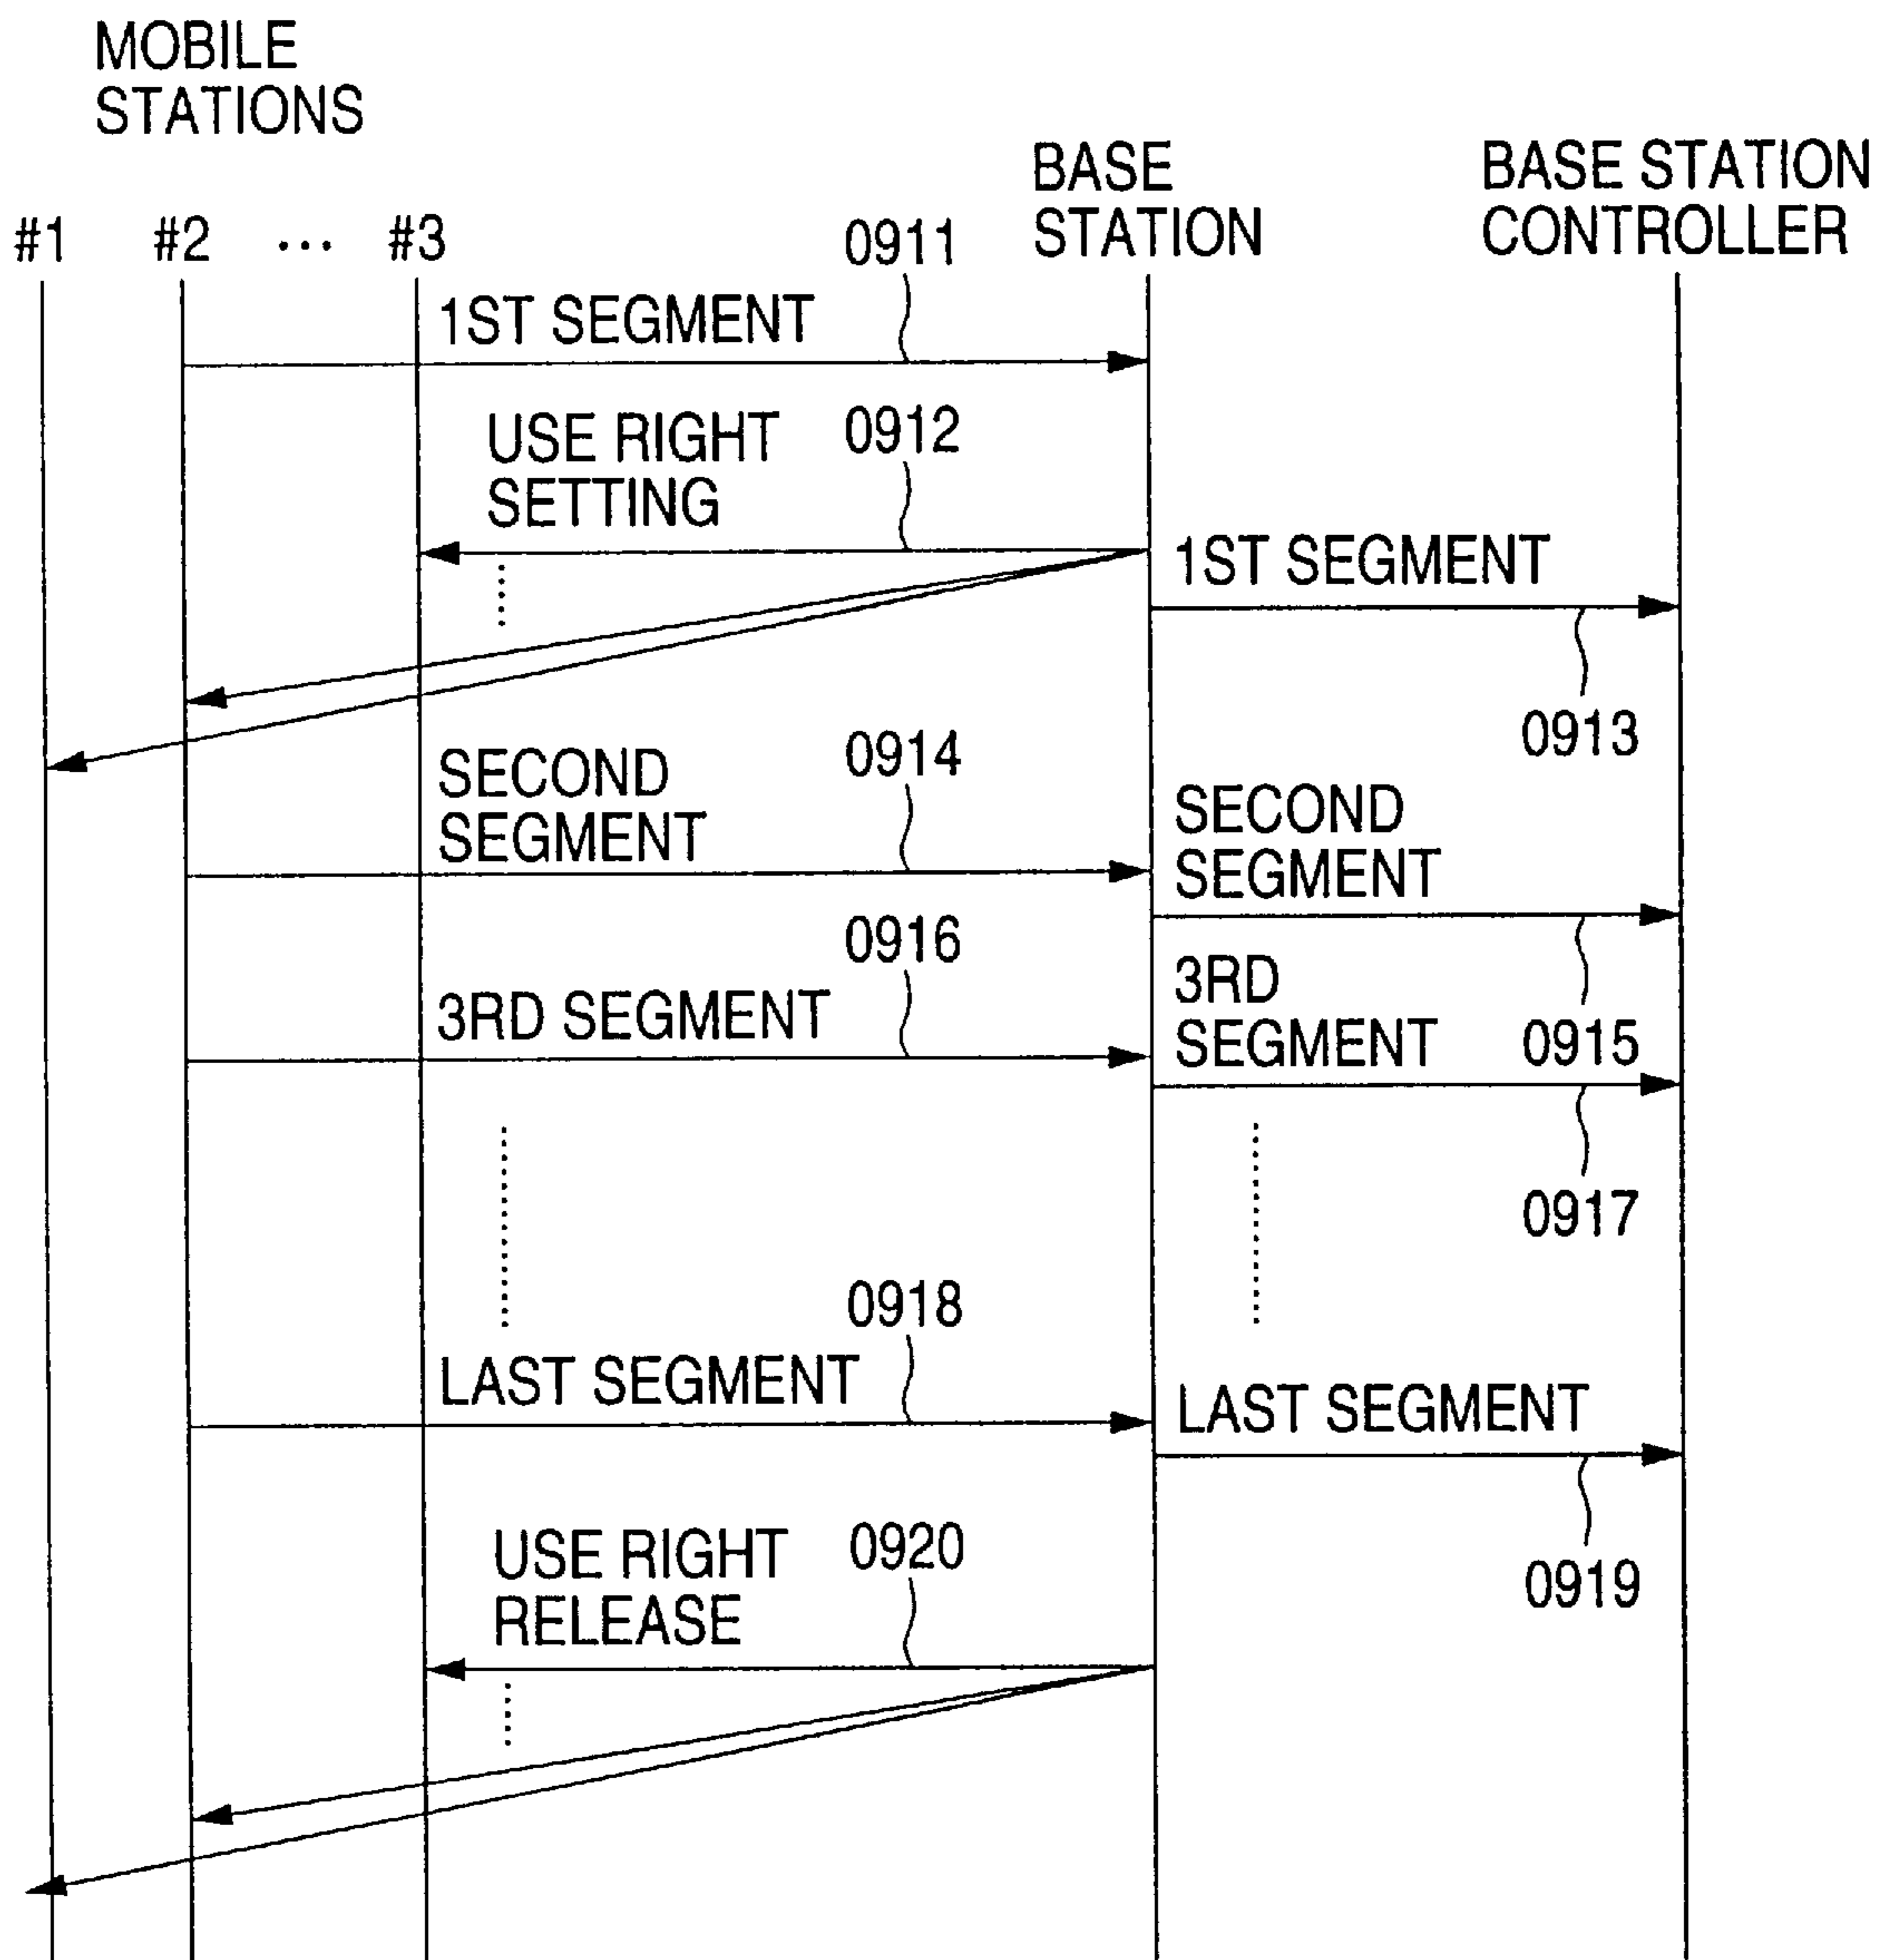 MOBILE
STATIONS
BASE
STATION
BASE STATION
CONTROLLER
#1 #2 ... #3
0911
1ST SEGMENT
0912
USE RIGHT
SETTING
1ST SEGMENT
0913
0914
SECOND
SEGMENT
SECOND
SEGMENT
0915
0916
3RD SEGMENT
3RD
SEGMENT
0917
0918
LAST SEGMENT
LAST SEGMENT
0919
0920
USE RIGHT
RELEASE